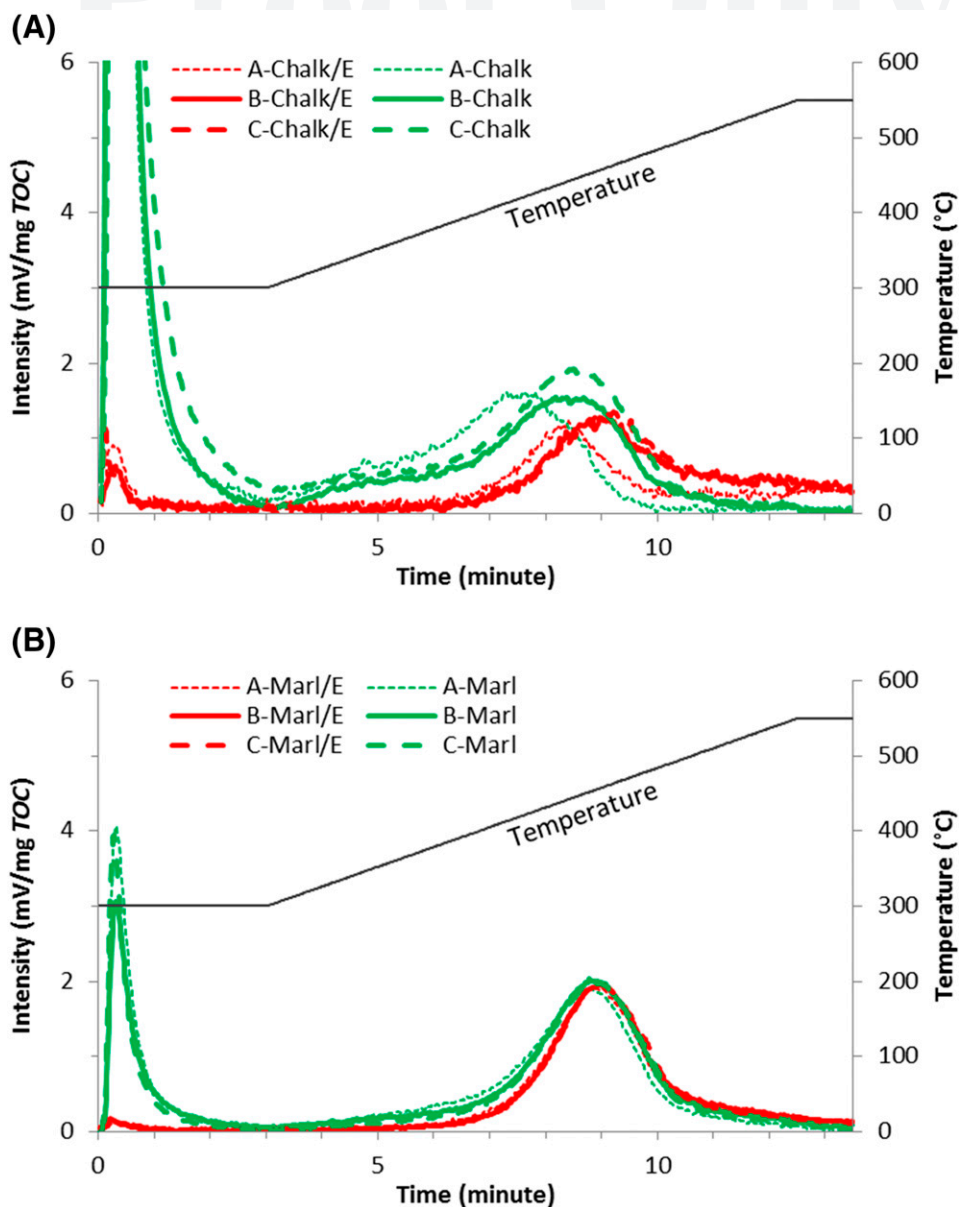 (A)
A-Chalk/E A-Chalk
B-Chalk/E B-Chalk
C-Chalk/E C-Chalk
6 600
500
4 400
300
2 200
100
0 0
Temperature
Intensity (mV/mg TOC)
Temperature (°C)
0 5 10
Time (minute)
(B)
A-Marl/E A-Marl
B-Marl/E B-Marl
C-Marl/E C-Marl
6 600
500
4 400
300
2 200
100
0 0
Temperature
Intensity (mV/mg TOC)
Temperature (°C)
0 5 10
Time (minute)